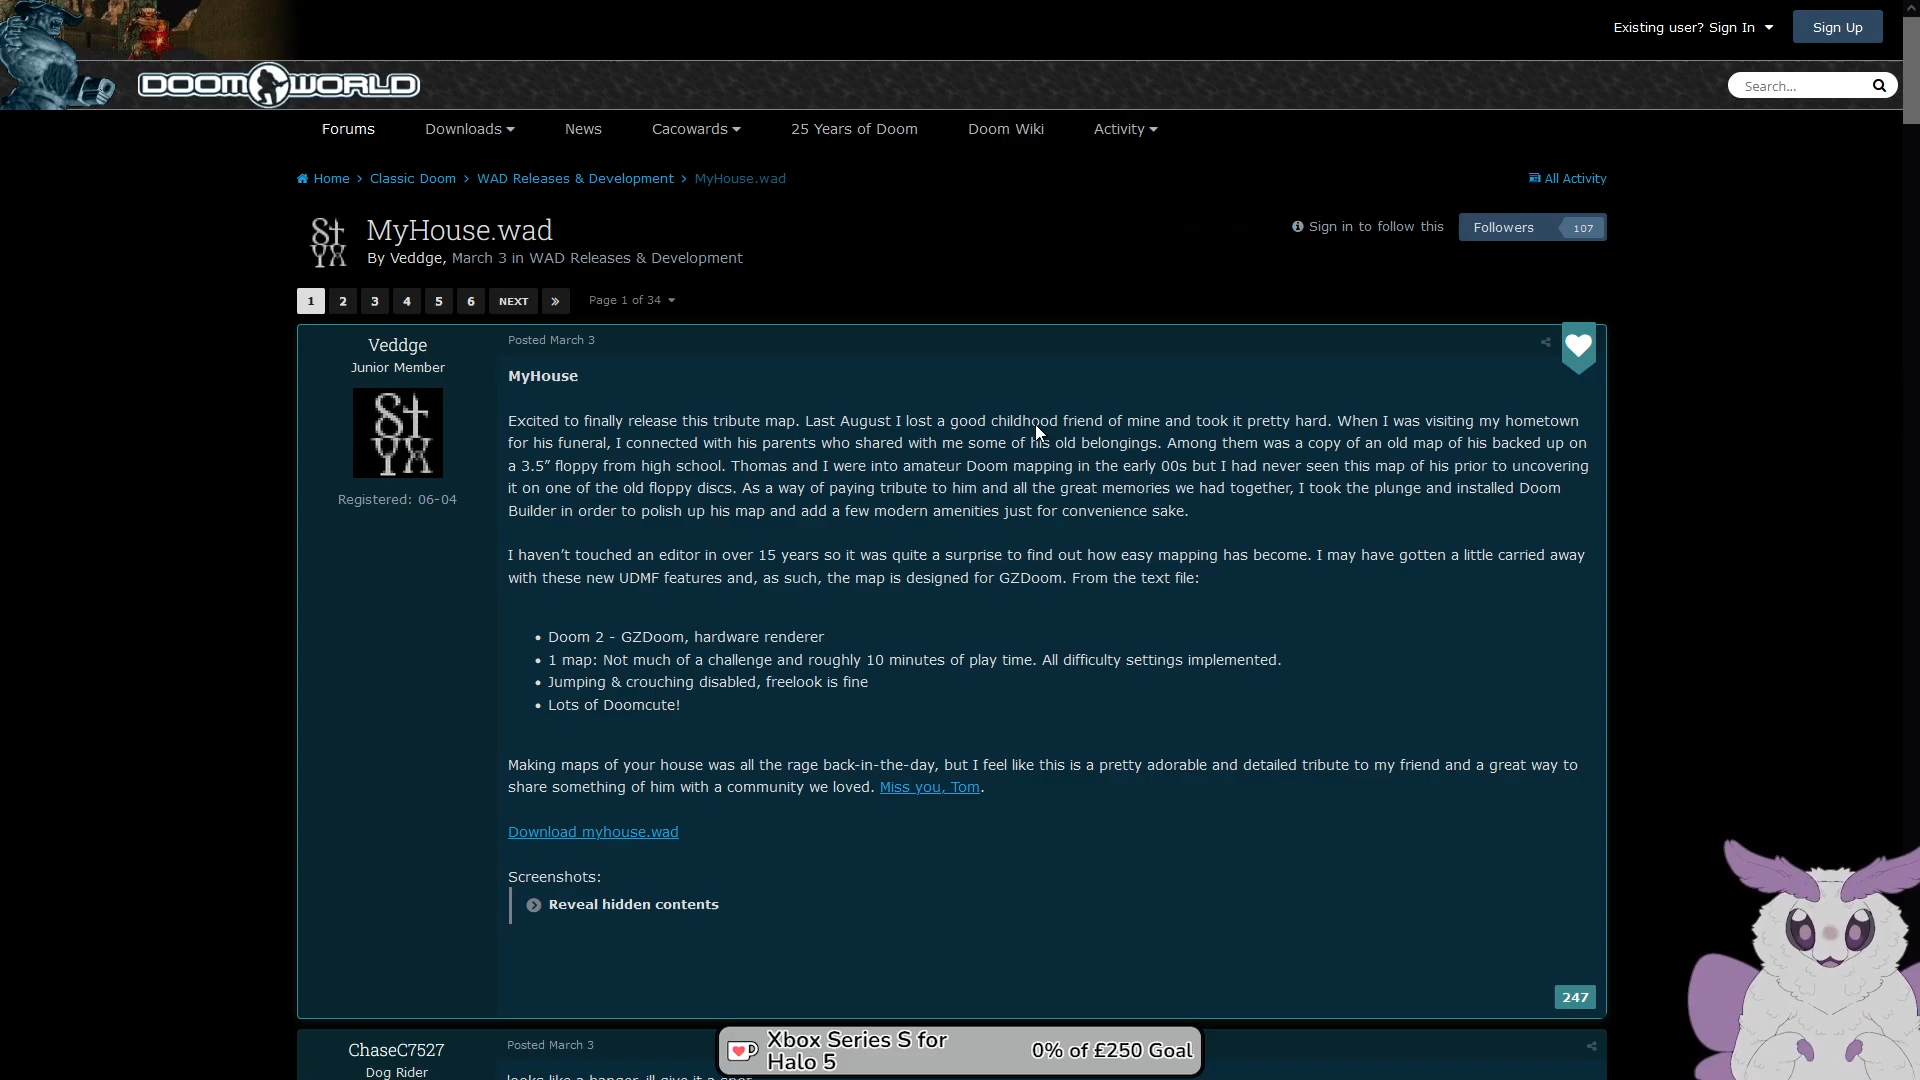 Existing user? Sign In
Sign Up
DOOMWORLD
Search...
Forums
Downloads
News
Cacowards
25 Years of Doom
Doom Wiki
Activity
Home > Classic Doom > WAD Releases & Development > MyHouse.wad
All Activity
MyHouse.wad
Sign in to follow this
Followers 107
By Veddge, March 3 in WAD Releases & Development
1 2 3 4 5 6 NEXT » Page 1 of 34
Veddge
Junior Member
Registered: 06-04
Posted March 3
MyHouse
Excited to finally release this tribute map. Last August I lost a good childhood friend of mine and took it pretty hard. When I was visiting my hometown
for his funeral, I connected with his parents who shared with me some of his old belongings. Among them was a copy of an old map of his backed up on
a 3.5” floppy from high school. Thomas and I were into amateur Doom mapping in the early 00s but I had never seen this map of his prior to uncovering
it on one of the old floppy discs. As a way of paying tribute to him and all the great memories we had together, I took the plunge and installed Doom
Builder in order to polish up his map and add a few modern amenities just for convenience sake.
I haven’t touched an editor in over 15 years so it was quite a surprise to find out how easy mapping has become. I may have gotten a little carried away
with these new UDMF features and, as such, the map is designed for GZDoom. From the text file:
• Doom 2 - GZDoom, hardware renderer
• 1 map: Not much of a challenge and roughly 10 minutes of play time. All difficulty settings implemented.
• Jumping & crouching disabled, freelook is fine
• Lots of Doomcute!
Making maps of your house was all the rage back-in-the-day, but I feel like this is a pretty adorable and detailed tribute to my friend and a great way to
share something of him with a community we loved. Miss you, Tom.
Download myhouse.wad
Screenshots:
Reveal hidden contents
247
ChaseC7527
Dog Rider
Posted March 3
looks like a banger, ill give it a spot
Xbox Series S for
Halo 5
0% of £250 Goal